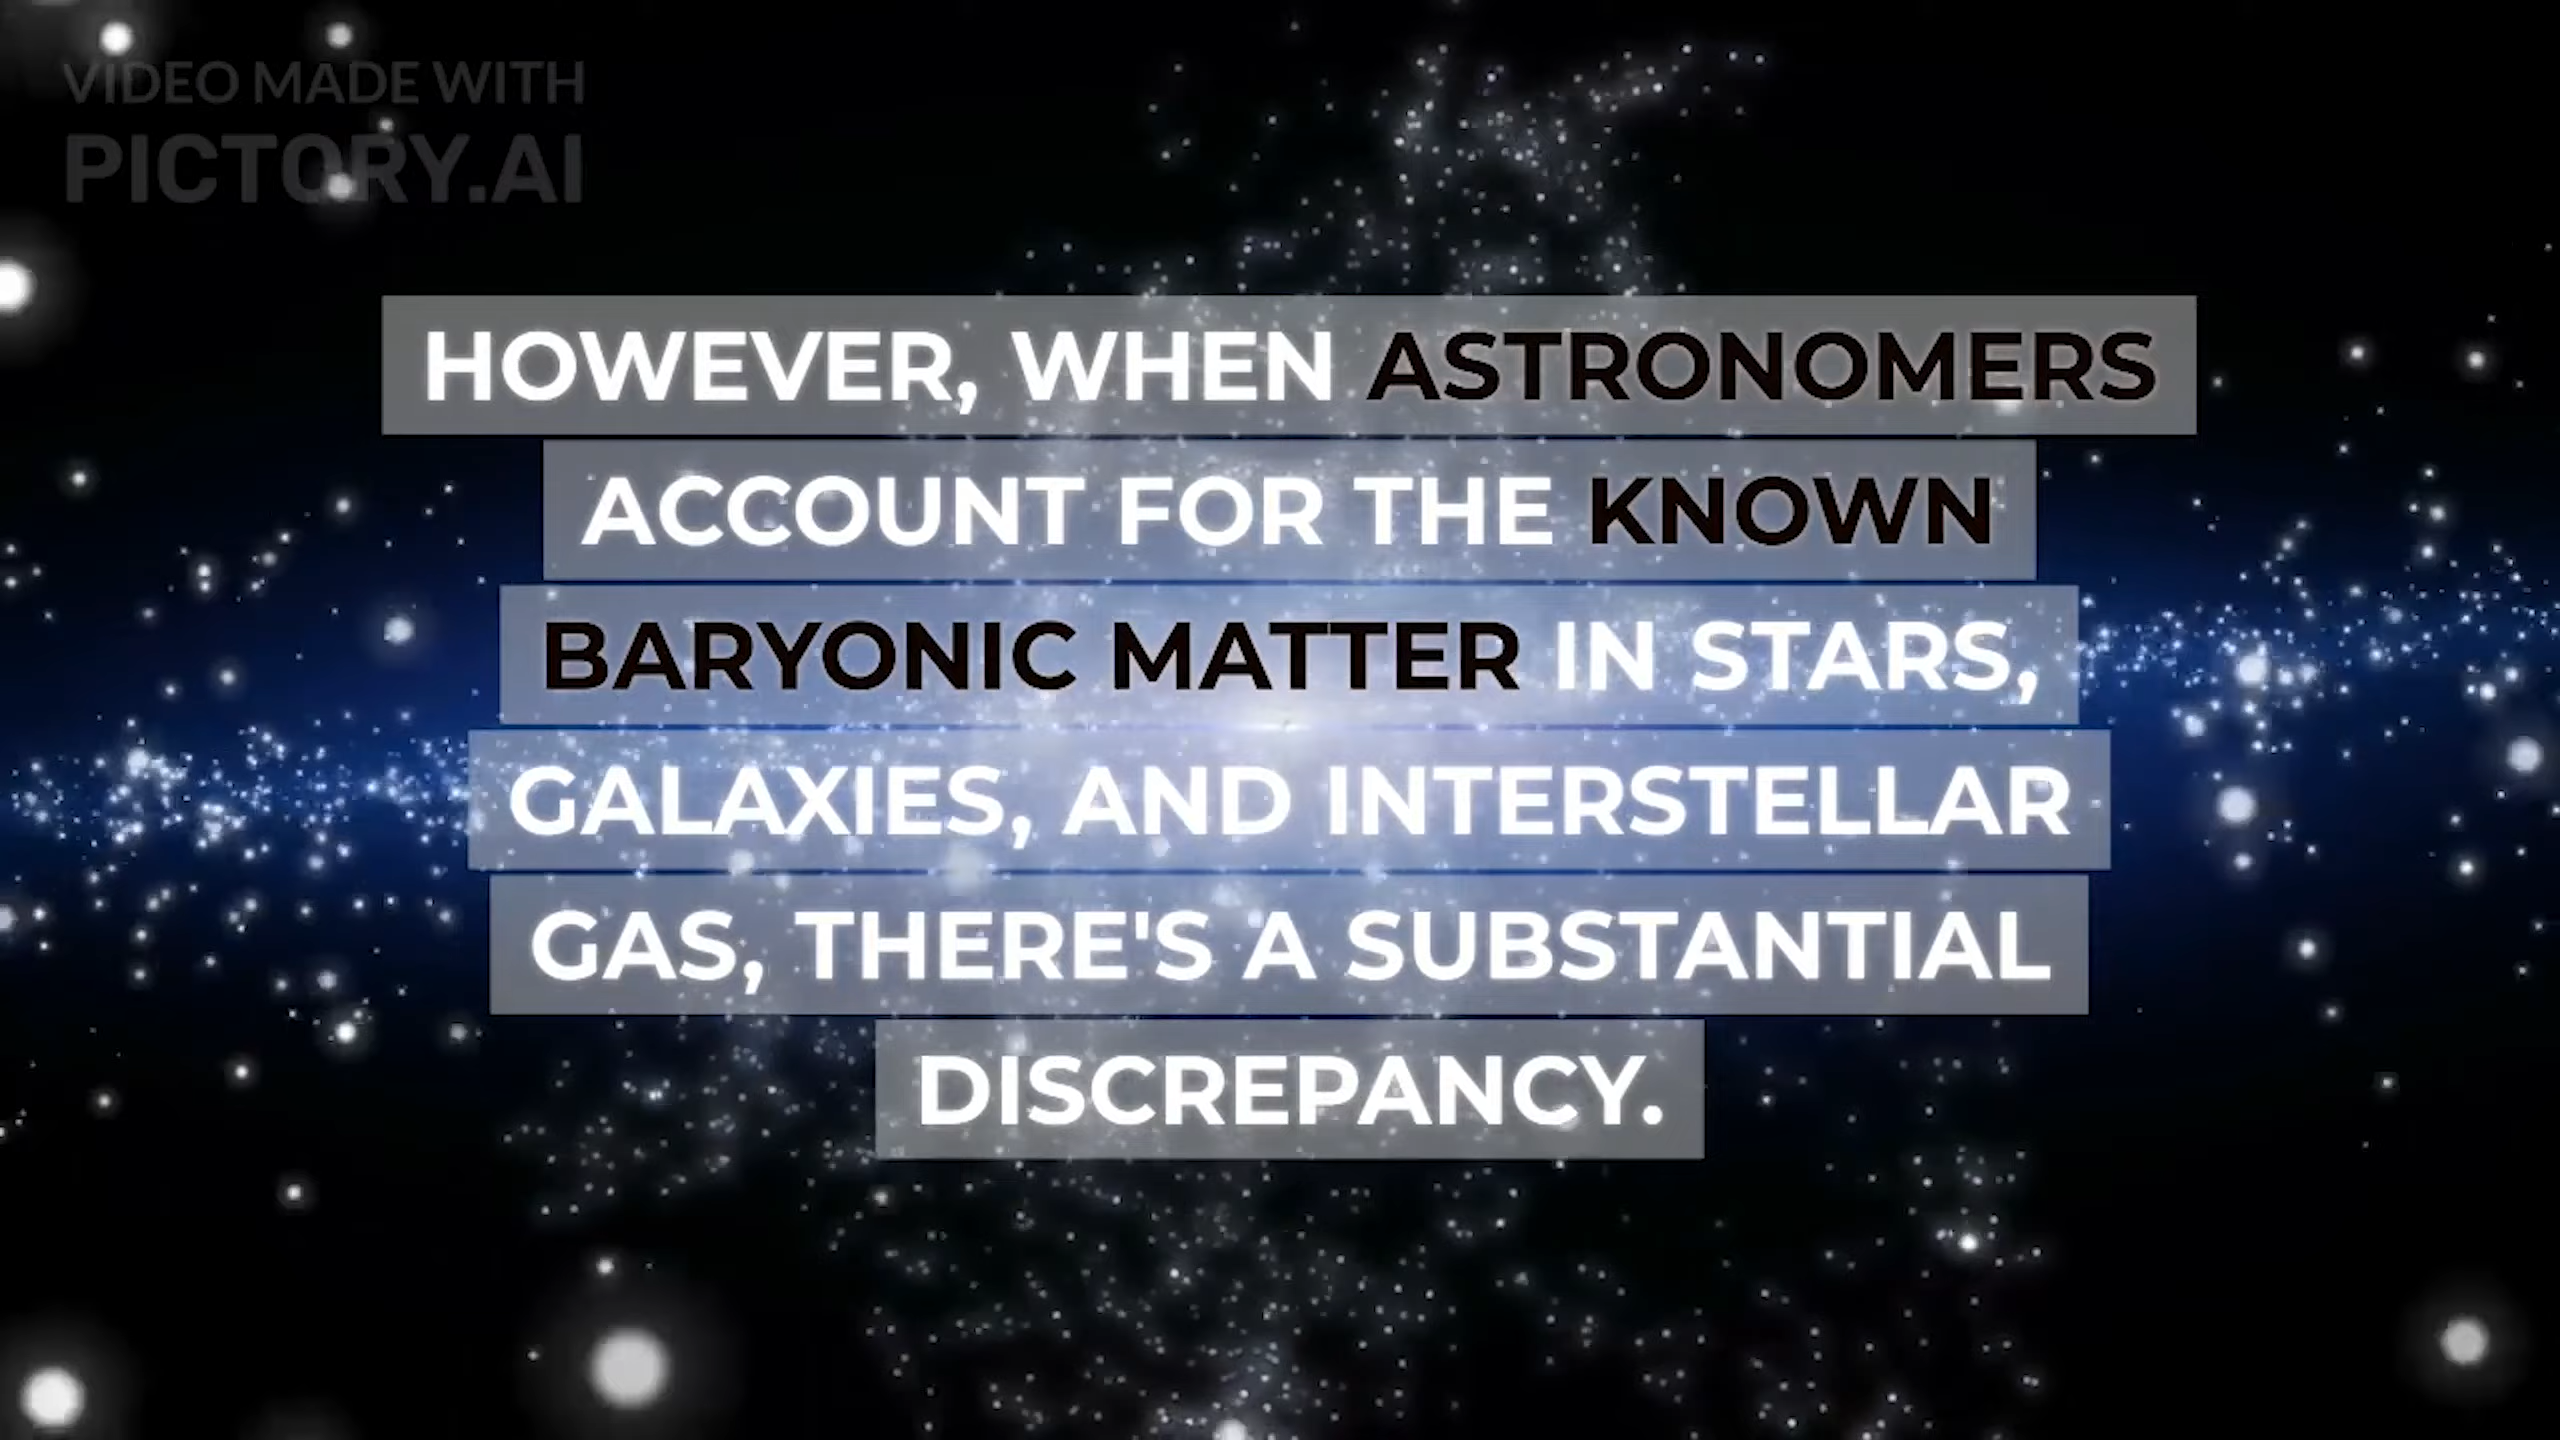 VIDEO MADE WITH
PICTORY.AI
HOWEVER, WHEN ASTRONOMERS
ACCOUNT FOR THE KNOWN
BARYONIC MATTER IN STARS,
GALAXIES, AND INTERSTELLAR
GAS, THERE'S A SUBSTANTIAL
DISCREPANCY.